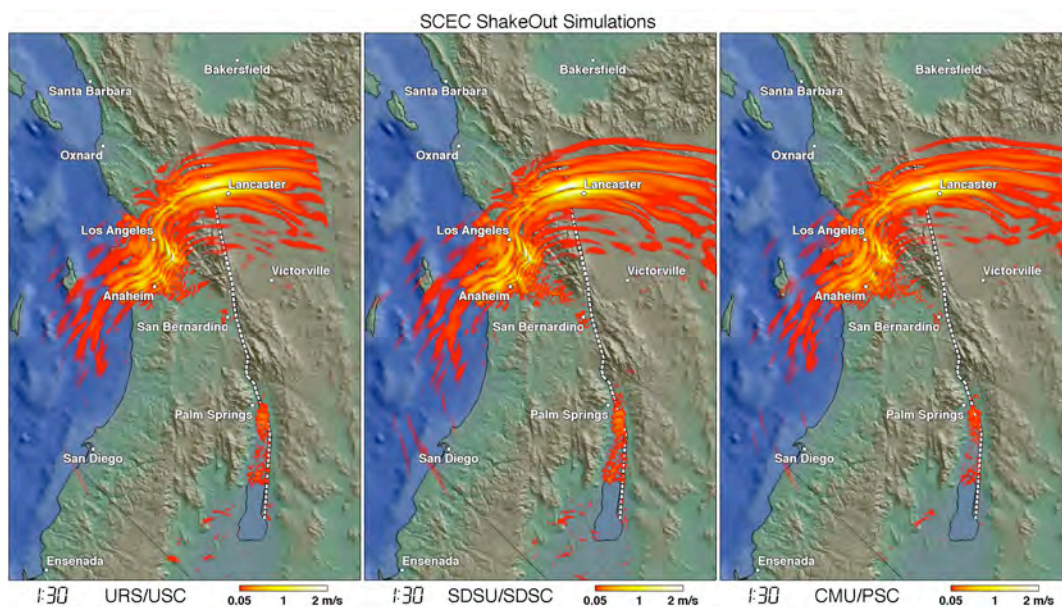 SCEC ShakeOut Simulations
Bakersfield
Santa Barbara
Oxnard
Lancaster
Los Angeles
Victorville
Anaheim
San Bernardino
Palm Springs
San Diego
Ensenada
1:30 URS/USC 0.05 1 2 m/s
Bakersfield
Santa Barbara
Oxnard
Lancaster
Los Angeles
Victorville
Anaheim
San Bernardino
Palm Springs
San Diego
Ensenada
1:30 SDSU/SDSC 0.05 1 2 m/s
Bakersfield
Santa Barbara
Oxnard
Lancaster
Los Angeles
Victorville
Anaheim
San Bernardino
Palm Springs
San Diego
Ensenada
1:30 CMU/PSC 0.05 1 2 m/s